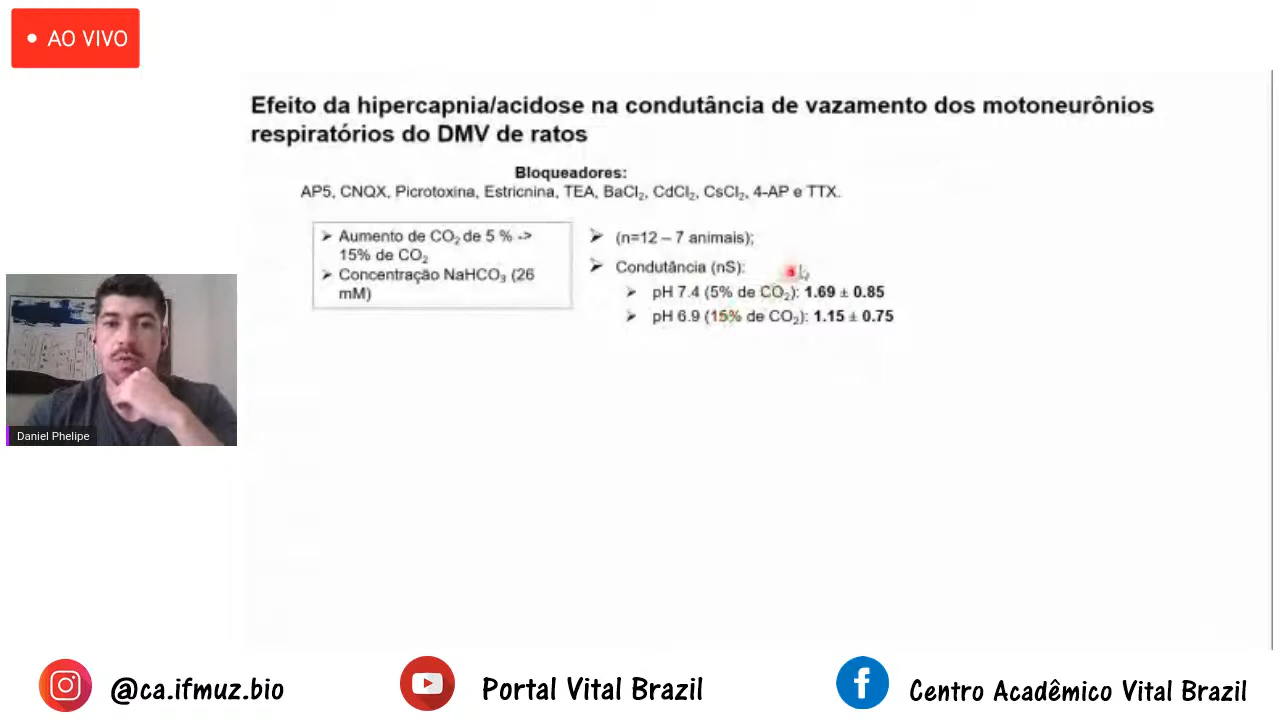 AO VIVO
Efeito da hipercapnia/acidose na condutância de vazamento dos motoneurônios
respiratórios do DMV de ratos
Bloqueadores:
AP5, CNQX, Picrotoxina, Estricnina, TEA, BaCl₂, CdCl₂, CsCl₂, 4-AP e TTX.
➢ Aumento de CO₂ de 5 % ->
15% de CO₂
➢ Concentração NaHCO₃ (26
mM)
➢ (n=12 – 7 animais);
➢ Condutância (nS):
➢ pH 7.4 (5% de CO₂): 1.69 ± 0.85
➢ pH 6.9 (15% de CO₂): 1.15 ± 0.75
Daniel Phelipe
@ca.ifmuz.bio
Portal Vital Brazil
Centro Acadêmico Vital Brazil